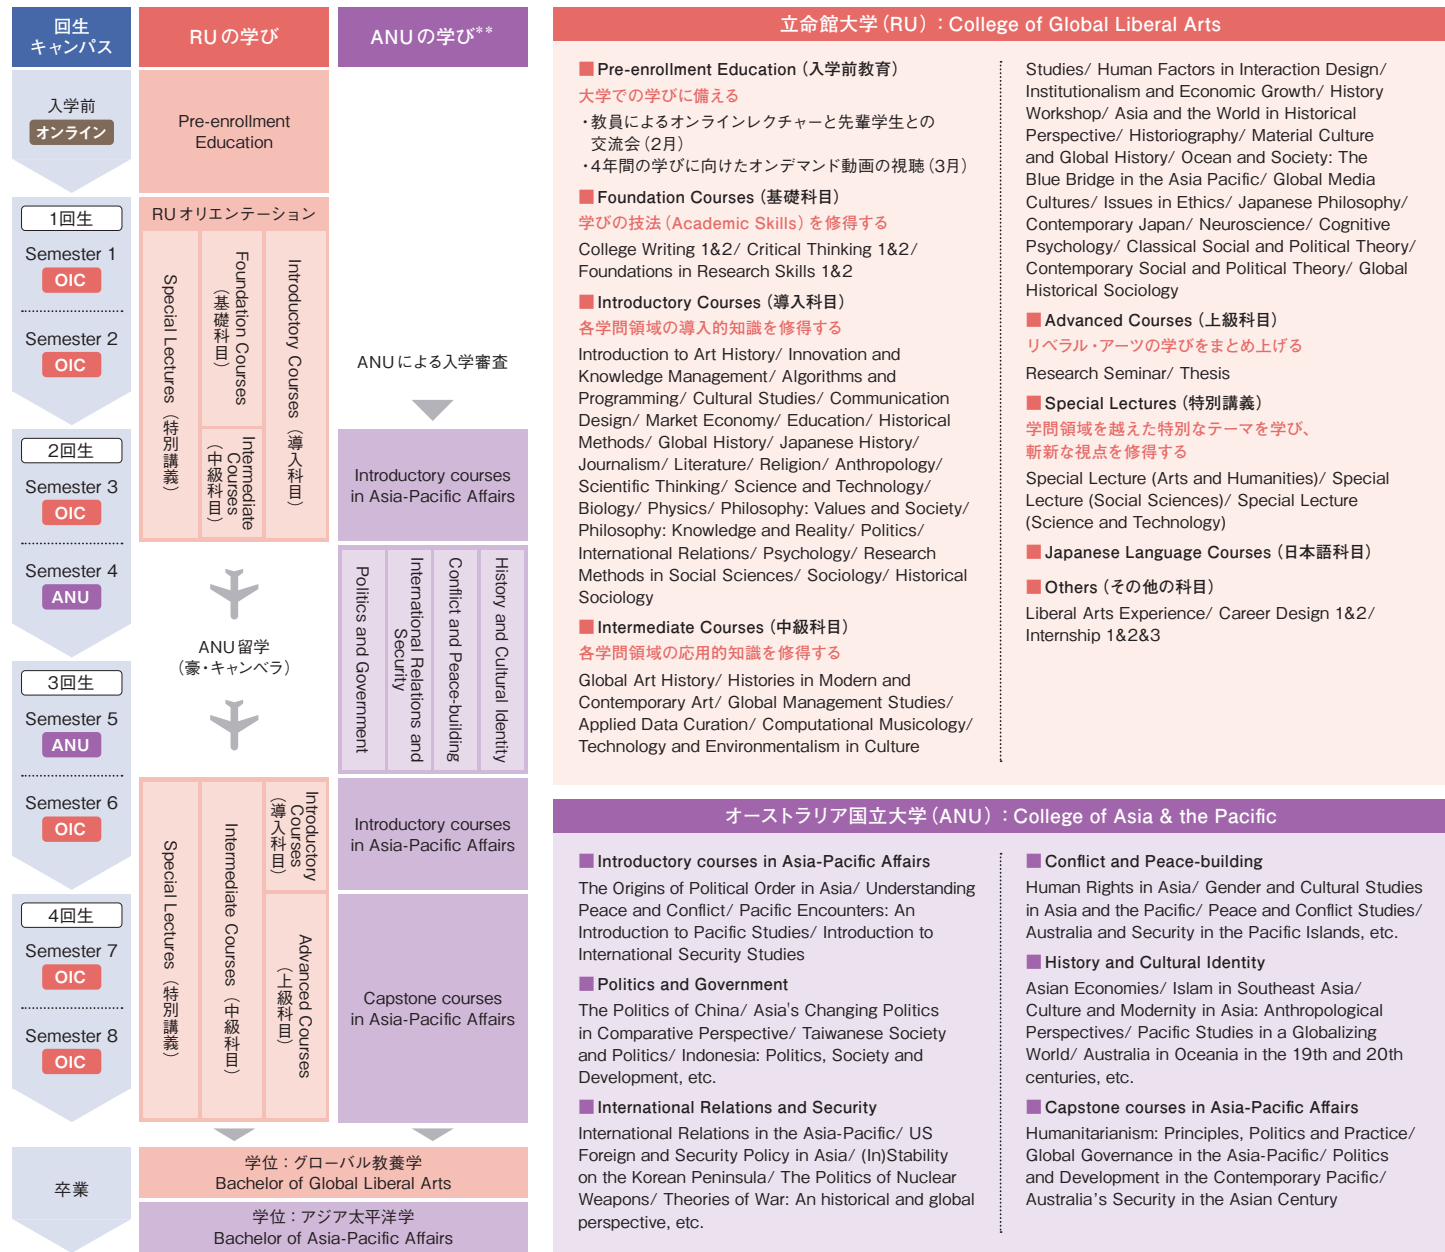 回生
キャンパス
RUの学び
ANUの学び**
入学前
オンライン
Pre-enrollment
Education
1回生
Semester 1
OIC
Semester 2
OIC
RUオリエンテーション
Special Lectures（特別講義）
Foundation Courses
（基礎科目）
Intermediate
Courses
（中級科目）
Introductory Courses（導入科目）
ANUによる入学審査
2回生
Semester 3
OIC
Semester 4
ANU
Introductory courses
in Asia-Pacific Affairs
ANU留学
（豪・キャンベラ）
Politics and Government
International Relations and
Security
Conflict and Peace-building
History and Cultural Identity
3回生
Semester 5
ANU
Semester 6
OIC
Special Lectures（特別講義）
Intermediate Courses（中級科目）
Introductory
Courses
（導入科目）
Advanced Courses
（上級科目）
Introductory courses
in Asia-Pacific Affairs
4回生
Semester 7
OIC
Semester 8
OIC
Capstone courses
in Asia-Pacific Affairs
卒業
学位：グローバル教養学
Bachelor of Global Liberal Arts
学位：アジア太平洋学
Bachelor of Asia-Pacific Affairs
立命館大学（RU）：College of Global Liberal Arts
■Pre-enrollment Education（入学前教育）
大学での学びに備える
・教員によるオンラインレクチャーと先輩学生との
交流会（2月）
・4年間の学びに向けたオンデマンド動画の視聴（3月）
■Foundation Courses（基礎科目）
学びの技法（Academic Skills）を修得する
College Writing 1&2/ Critical Thinking 1&2/
Foundations in Research Skills 1&2
■Introductory Courses（導入科目）
各学問領域の導入的知識を修得する
Introduction to Art History/ Innovation and
Knowledge Management/ Algorithms and
Programming/ Cultural Studies/ Communication
Design/ Market Economy/ Education/ Historical
Methods/ Global History/ Japanese History/
Journalism/ Literature/ Religion/ Anthropology/
Scientific Thinking/ Science and Technology/
Biology/ Physics/ Philosophy: Values and Society/
Philosophy: Knowledge and Reality/ Politics/
International Relations/ Psychology/ Research
Methods in Social Sciences/ Sociology/ Historical
Sociology
■Intermediate Courses（中級科目）
各学問領域の応用的知識を修得する
Global Art History/ Histories in Modern and
Contemporary Art/ Global Management Studies/
Applied Data Curation/ Computational Musicology/
Technology and Environmentalism in Culture
Studies/ Human Factors in Interaction Design/
Institutionalism and Economic Growth/ History
Workshop/ Asia and the World in Historical
Perspective/ Historiography/ Material Culture
and Global History/ Ocean and Society: The
Blue Bridge in the Asia Pacific/ Global Media
Cultures/ Issues in Ethics/ Japanese Philosophy/
Contemporary Japan/ Neuroscience/ Cognitive
Psychology/ Classical Social and Political Theory/
Contemporary Social and Political Theory/ Global
Historical Sociology
■Advanced Courses（上級科目）
リベラル・アーツの学びをまとめ上げる
Research Seminar/ Thesis
■Special Lectures（特別講義）
学問領域を越えた特別なテーマを学び、
斬新な視点を修得する
Special Lecture (Arts and Humanities)/ Special
Lecture (Social Sciences)/ Special Lecture
(Science and Technology)
■Japanese Language Courses（日本語科目）
■Others（その他の科目）
Liberal Arts Experience/ Career Design 1&2/
Internship 1&2&3
オーストラリア国立大学（ANU）：College of Asia & the Pacific
■Introductory courses in Asia-Pacific Affairs
The Origins of Political Order in Asia/ Understanding
Peace and Conflict/ Pacific Encounters: An
Introduction to Pacific Studies/ Introduction to
International Security Studies
■Politics and Government
The Politics of China/ Asia's Changing Politics
in Comparative Perspective/ Taiwanese Society
and Politics/ Indonesia: Politics, Society and
Development, etc.
■International Relations and Security
International Relations in the Asia-Pacific/ US
Foreign and Security Policy in Asia/ (In)Stability
on the Korean Peninsula/ The Politics of Nuclear
Weapons/ Theories of War: An historical and global
perspective, etc.
■Conflict and Peace-building
Human Rights in Asia/ Gender and Cultural Studies
in Asia and the Pacific/ Peace and Conflict Studies/
Australia and Security in the Pacific Islands, etc.
■History and Cultural Identity
Asian Economies/ Islam in Southeast Asia/
Culture and Modernity in Asia: Anthropological
Perspectives/ Pacific Studies in a Globalizing
World/ Australia in Oceania in the 19th and 20th
centuries, etc.
■Capstone courses in Asia-Pacific Affairs
Humanitarianism: Principles, Politics and Practice/
Global Governance in the Asia-Pacific/ Politics
and Development in the Contemporary Pacific/
Australia's Security in the Asian Century